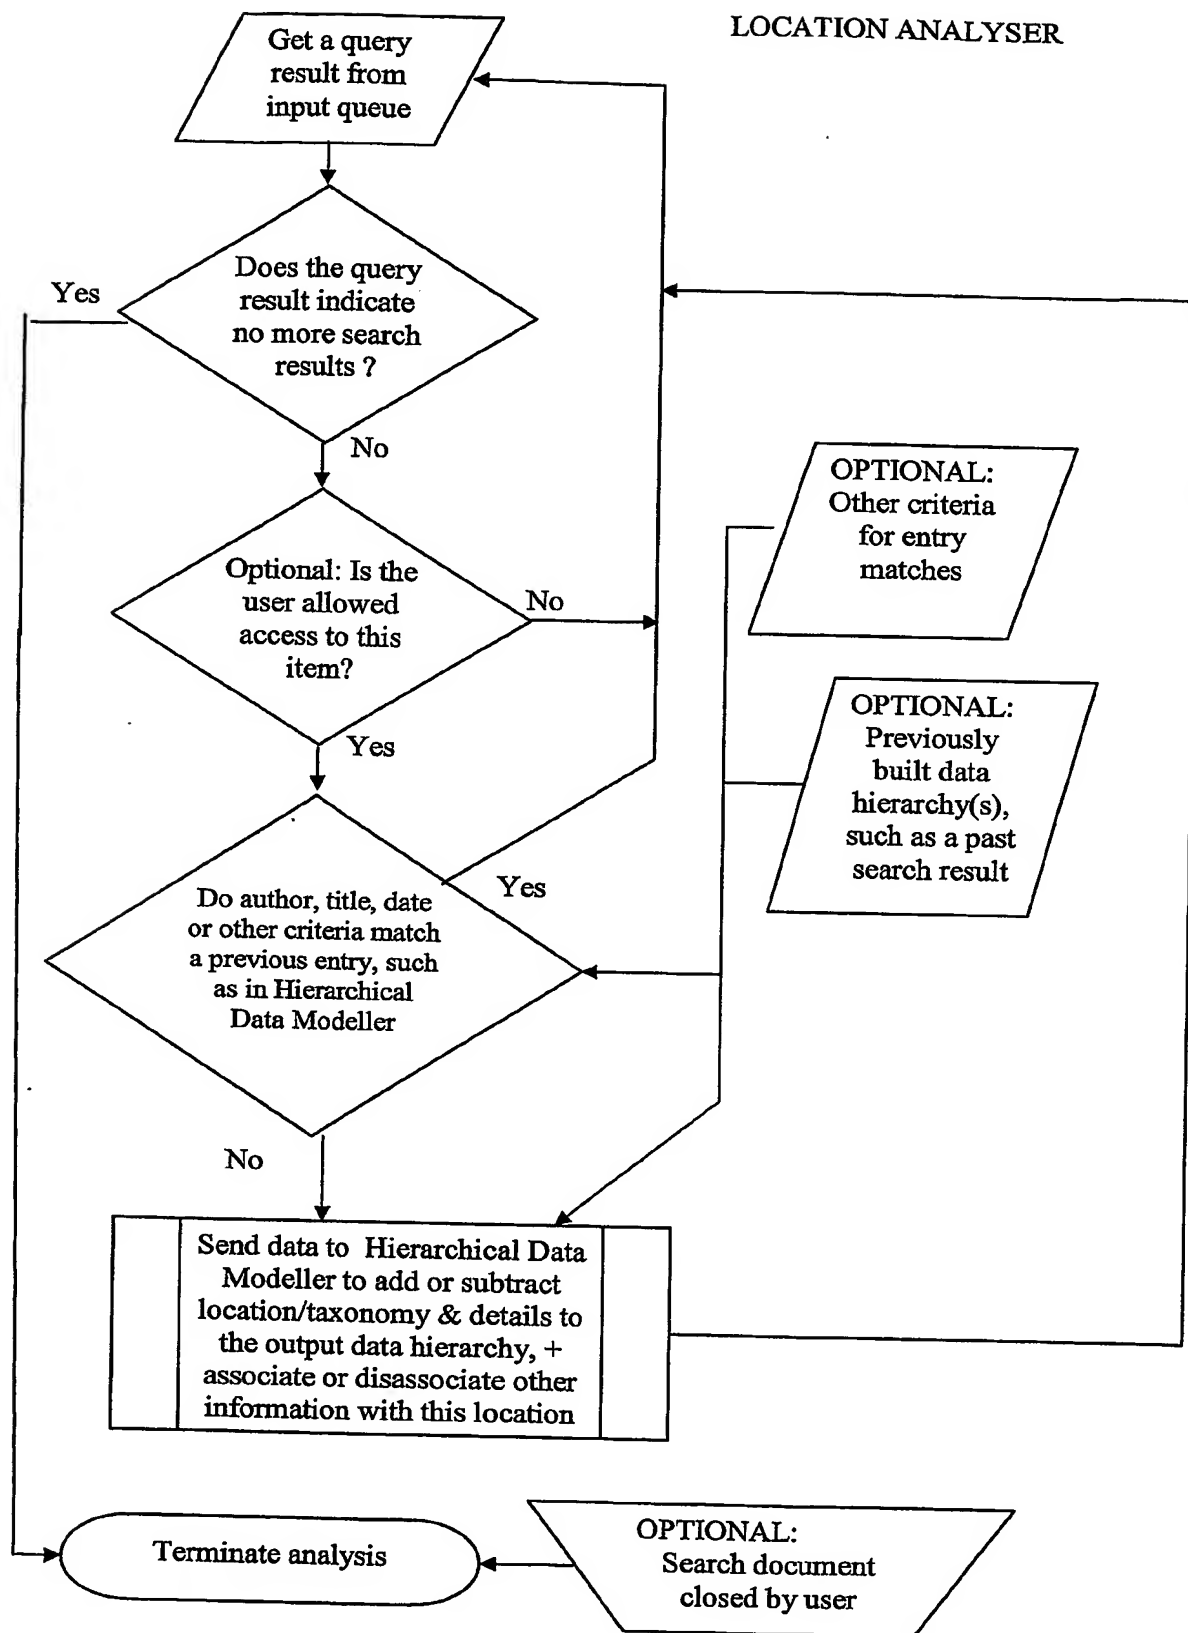 LOCATION ANALYSER
Get a query
result from
input queue
Does the query
result indicate
no more search
results ?
Yes
No
Optional: Is the
user allowed
access to this
item?
No
Yes
OPTIONAL:
Other criteria
for entry
matches
OPTIONAL:
Previously
built data
hierarchy(s),
such as a past
search result
Do author, title, date
or other criteria match
a previous entry, such
as in Hierarchical
Data Modeller
Yes
No
Send data to Hierarchical Data
Modeller to add or subtract
location/taxonomy & details to
the output data hierarchy, +
associate or disassociate other
information with this location
Terminate analysis
OPTIONAL:
Search document
closed by user